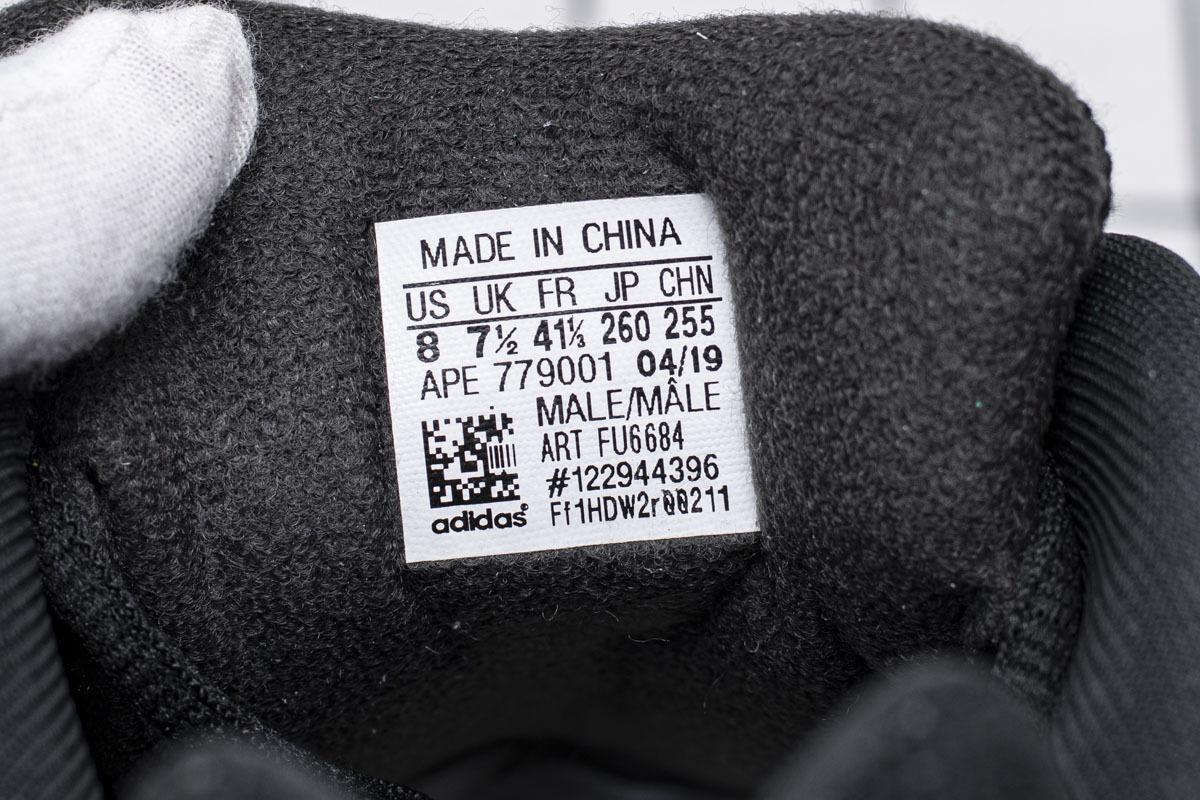 MADE IN CHINA
US UK FR JP CHN
8 7½ 41⅓ 260 255
APE 779001 04/19
MALE/MÂLE
ART FU6684
#122944396
Ff1HDW2r00211
adidas®